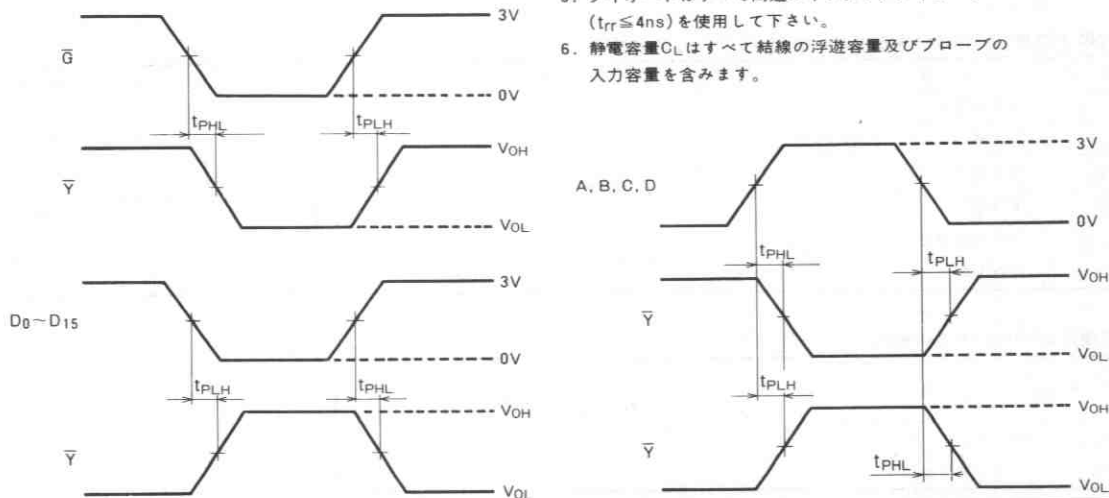 3V
G̅
0V
tPHL
tPLH
VOH
Y̅
VOL
3V
D0～D15
0V
tPLH
tPHL
VOH
Y̅
VOL
(trr≦4ns)を使用して下さい。
6. 静電容量CLはすべて結線の浮遊容量及びプローブの
入力容量を含みます。
3V
A, B, C, D
0V
tPHL
tPLH
VOH
Y̅
VOL
tPLH
VOH
Y̅
tPHL
VOL